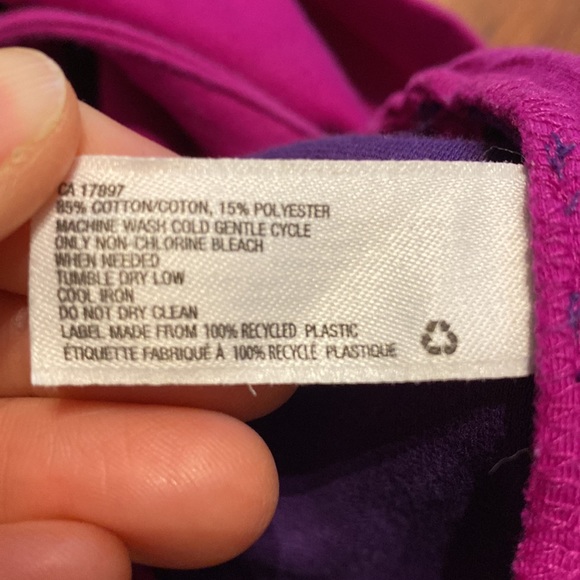 CA 17897
85% COTTON/COTON, 15% POLYESTER
MACHINE WASH COLD GENTLE CYCLE
ONLY NON-CHLORINE BLEACH
WHEN NEEDED
TUMBLE DRY LOW
COOL IRON
DO NOT DRY CLEAN
LABEL MADE FROM 100% RECYCLED PLASTIC
ÉTIQUETTE FABRIQUÉ À 100% RECYCLÉ PLASTIQUE